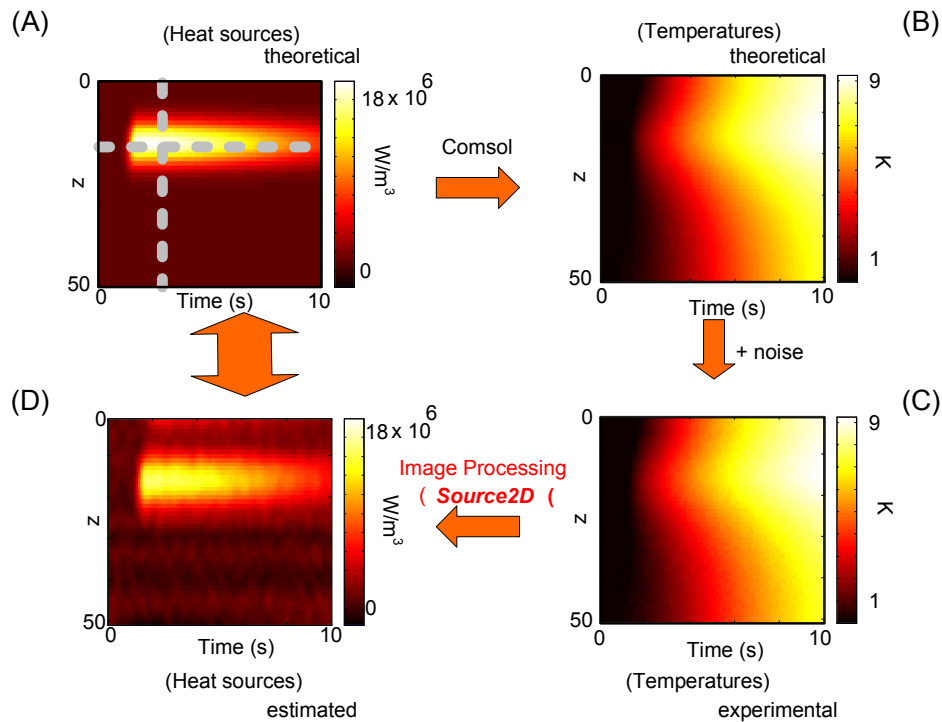 (A)
(Heat sources)
theoretical
0
z
50
0
Time (s)
10
18 x 10 6
W/m3
0
Comsol
(B)
(Temperatures)
theoretical
0
z
50
0
Time (s)
10
9
K
1
+ noise
(D)
0
z
50
0
Time (s)
10
18 x 10 6
W/m3
0
(Heat sources)
estimated
Image Processing
( Source2D (
(C)
0
z
50
0
Time (s)
10
9
K
1
(Temperatures)
experimental